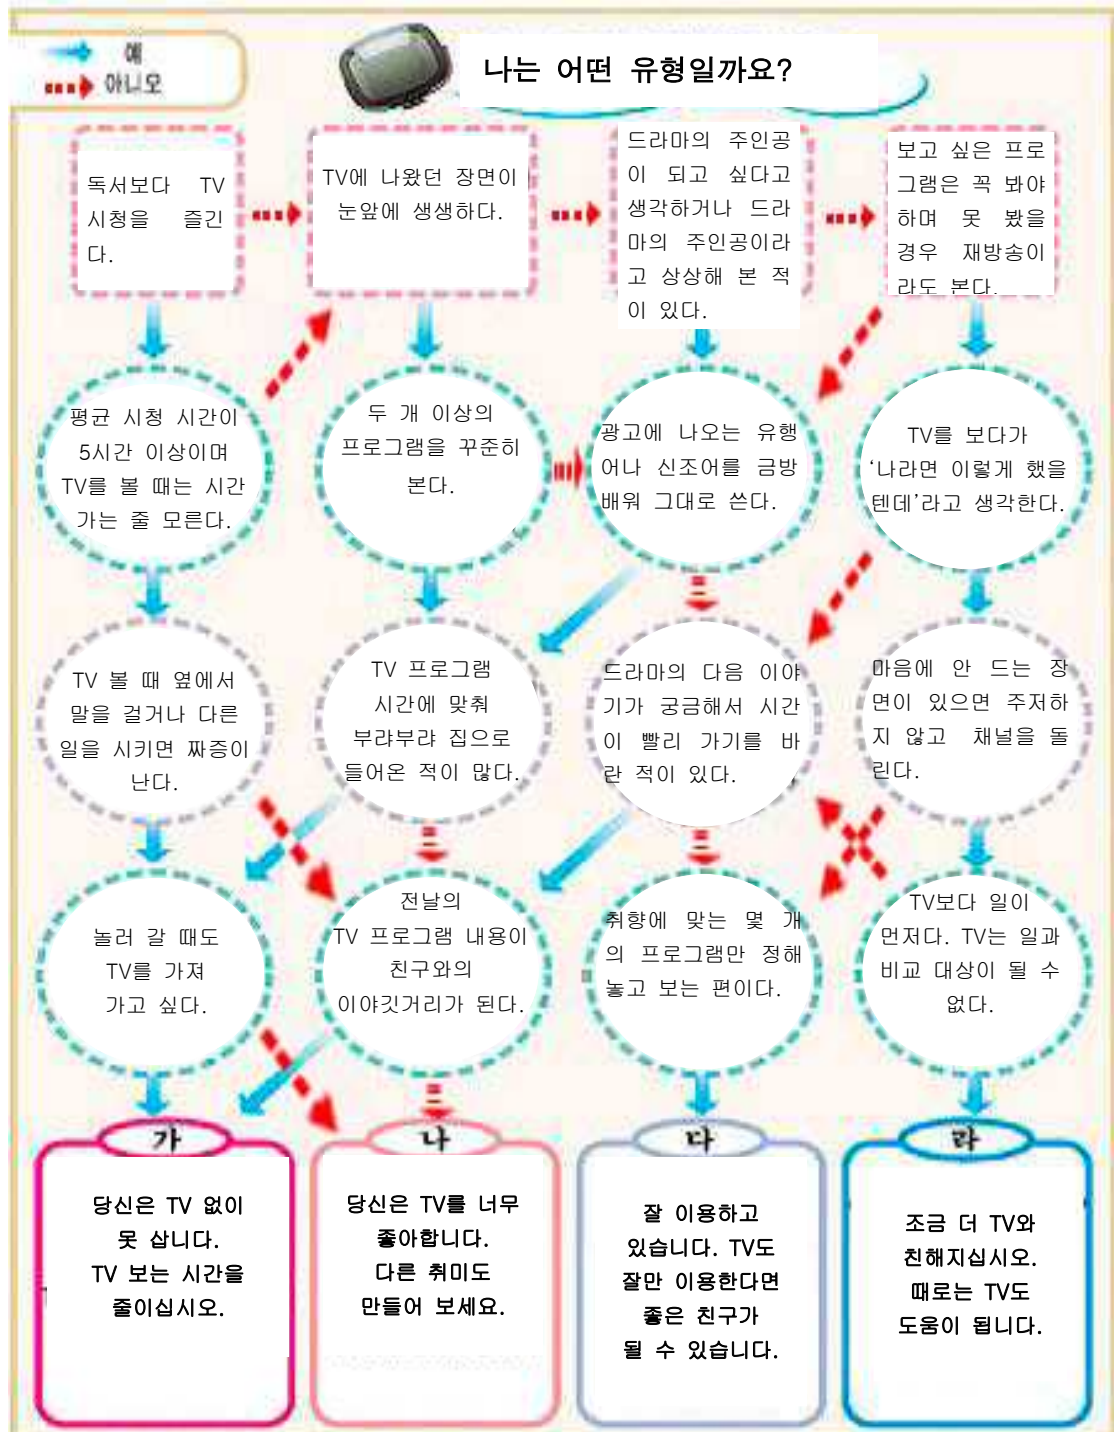 예
아니오
나는 어떤 유형일까요?
독서보다 TV
시청을 즐긴
다.
TV에 나왔던 장면이
눈앞에 생생하다.
드라마의 주인공
이 되고 싶다고
생각하거나 드라
마의 주인공이라
고 상상해 본 적
이 있다.
보고 싶은 프로
그램은 꼭 봐야
하며 못 봤을
경우 재방송이
라도 본다.
평균 시청 시간이
5시간 이상이며
TV를 볼 때는 시간
가는 줄 모른다.
두 개 이상의
프로그램을 꾸준히
본다.
광고에 나오는 유행
어나 신조어를 금방
배워 그대로 쓴다.
TV를 보다가
‘나라면 이렇게 했을
텐데’라고 생각한다.
TV 볼 때 옆에서
말을 걸거나 다른
일을 시키면 짜증이
난다.
TV 프로그램
시간에 맞춰
부랴부랴 집으로
들어온 적이 많다.
드라마의 다음 이야
기가 궁금해서 시간
이 빨리 가기를 바
란 적이 있다.
마음에 안 드는 장
면이 있으면 주저하
지 않고 채널을 돌
린다.
놀러 갈 때도
TV를 가져
가고 싶다.
전날의
TV 프로그램 내용이
친구와의
이야깃거리가 된다.
취향에 맞는 몇 개
의 프로그램만 정해
놓고 보는 편이다.
TV보다 일이
먼저다. TV는 일과
비교 대상이 될 수
없다.
가
당신은 TV 없이
못 삽니다.
TV 보는 시간을
줄이십시오.
나
당신은 TV를 너무
좋아합니다.
다른 취미도
만들어 보세요.
다
잘 이용하고
있습니다. TV도
잘만 이용한다면
좋은 친구가
될 수 있습니다.
라
조금 더 TV와
친해지십시오.
때로는 TV도
도움이 됩니다.